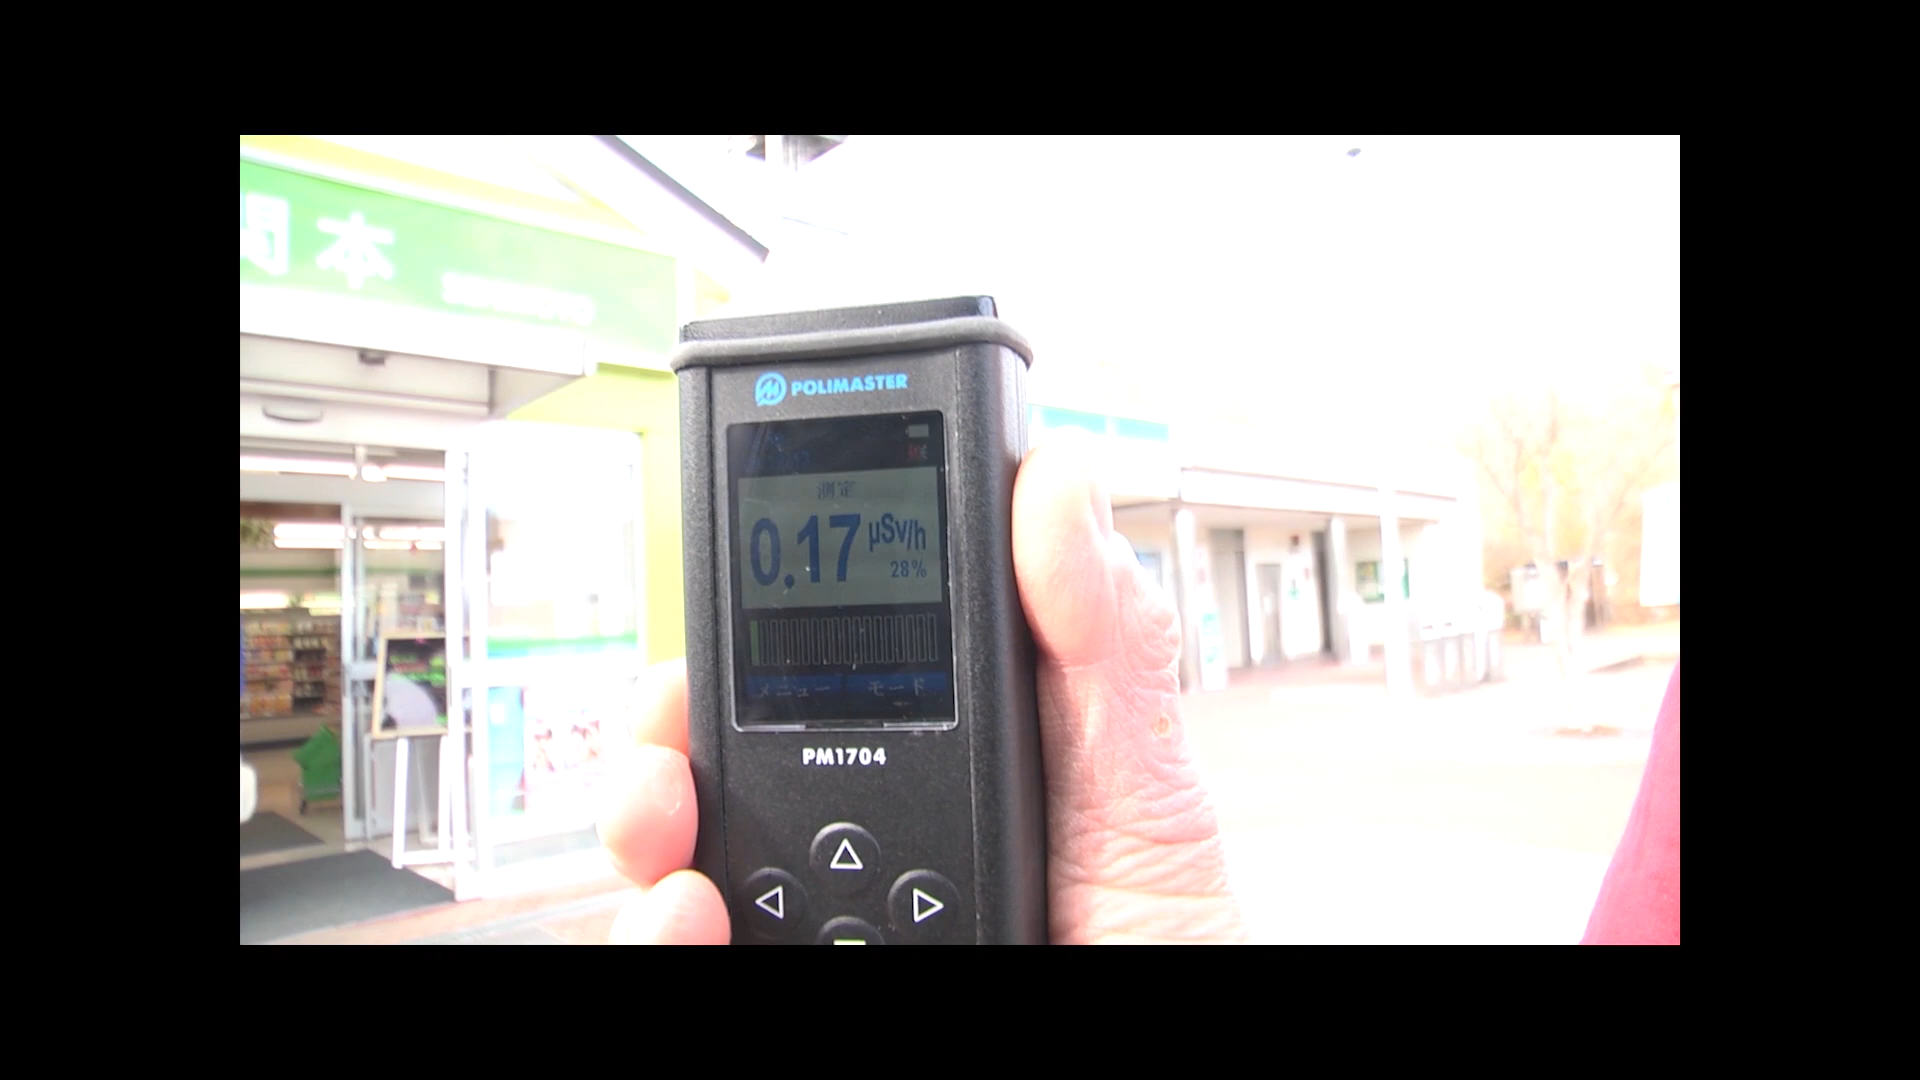 本
POLIMASTER
測定
0.17 μSv/h
28%
メニュー モード
PM1704